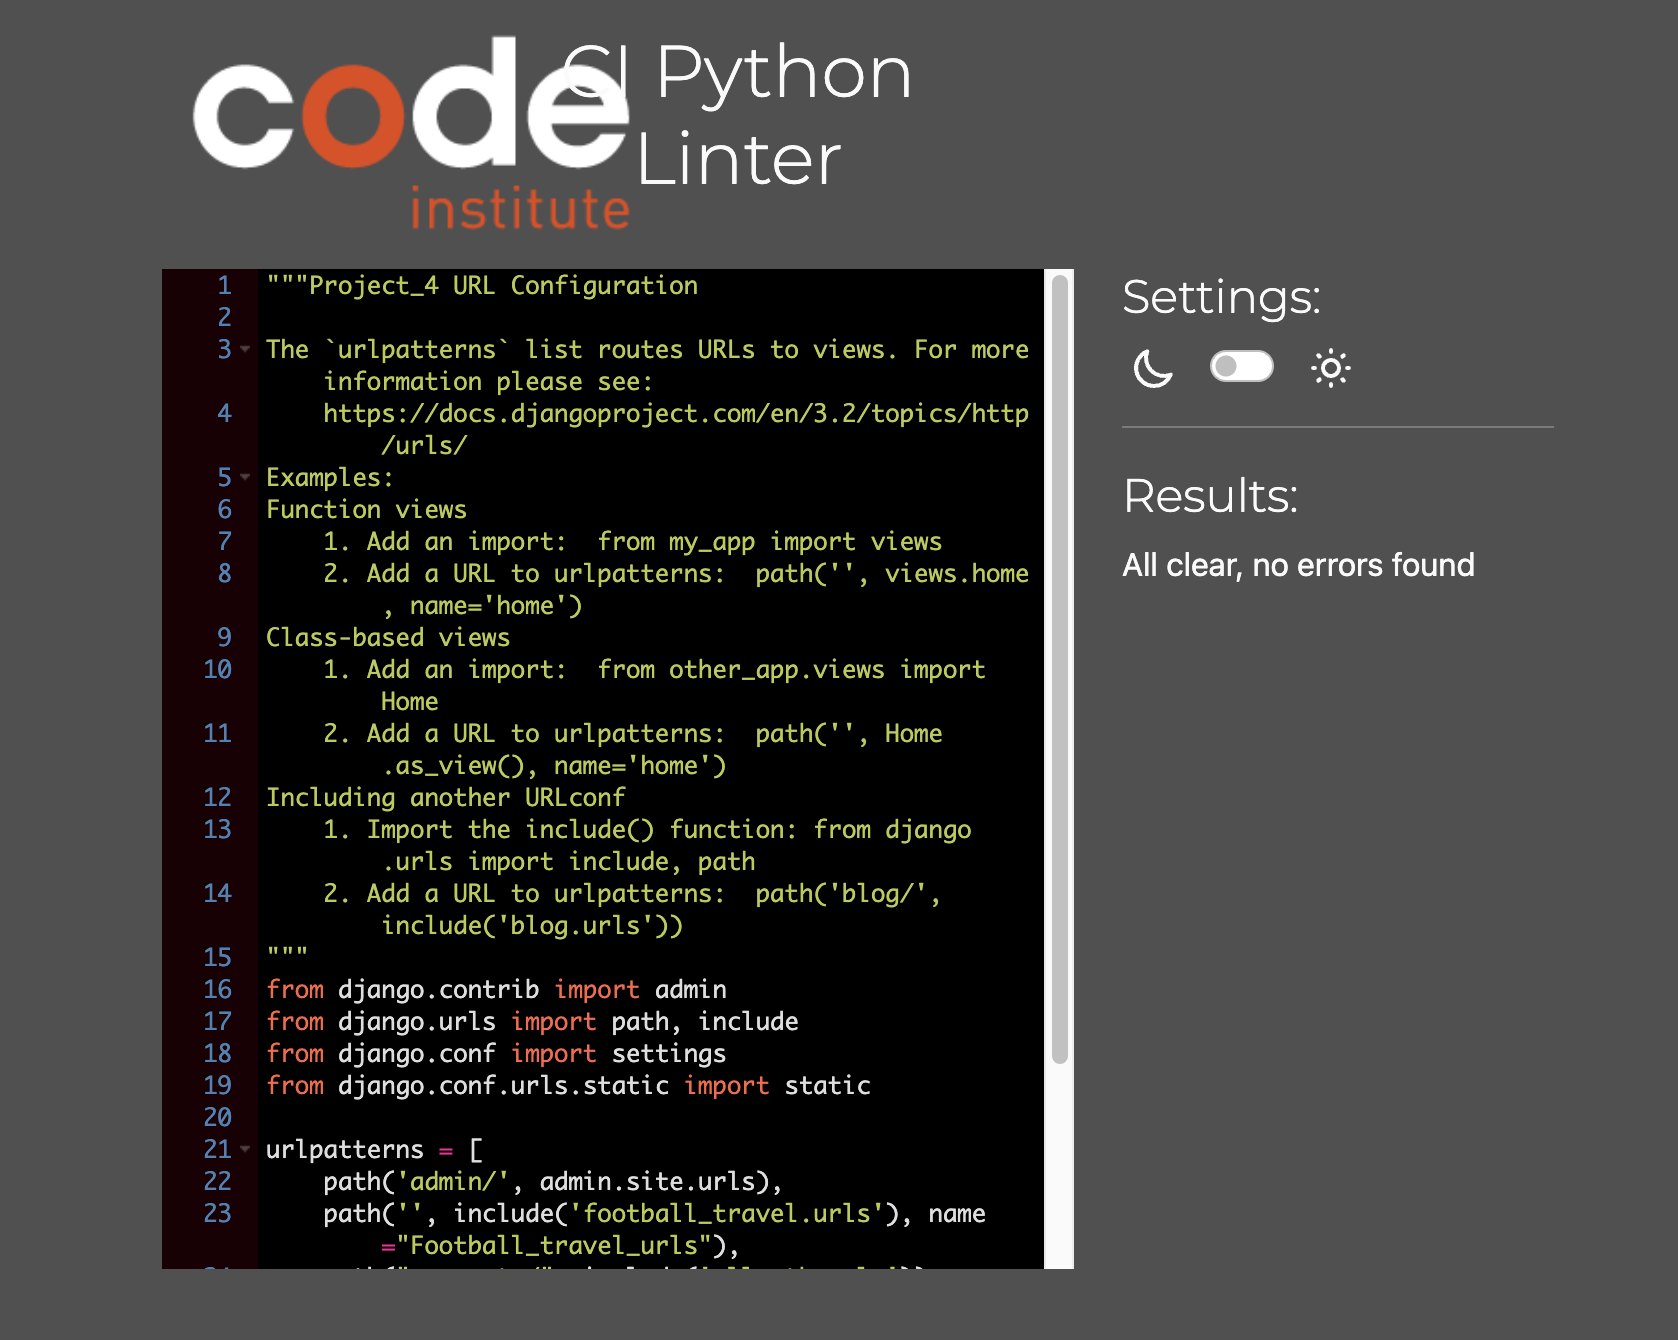 code
institute
CI Python
Linter
1 """Project_4 URL Configuration
2
3 The `urlpatterns` list routes URLs to views. For more
information please see:
4 https://docs.djangoproject.com/en/3.2/topics/http
/urls/
5 Examples:
6 Function views
7 1. Add an import:  from my_app import views
8 2. Add a URL to urlpatterns:  path('', views.home
, name='home')
9 Class-based views
10 1. Add an import:  from other_app.views import
Home
11 2. Add a URL to urlpatterns:  path('', Home
.as_view(), name='home')
12 Including another URLconf
13 1. Import the include() function: from django
.urls import include, path
14 2. Add a URL to urlpatterns:  path('blog/',
include('blog.urls'))
15 """
16 from django.contrib import admin
17 from django.urls import path, include
18 from django.conf import settings
19 from django.conf.urls.static import static
20
21 urlpatterns = [
22 path('admin/', admin.site.urls),
23 path('', include('football_travel.urls'), name
="Football_travel_urls"),
Settings:
Results:
All clear, no errors found